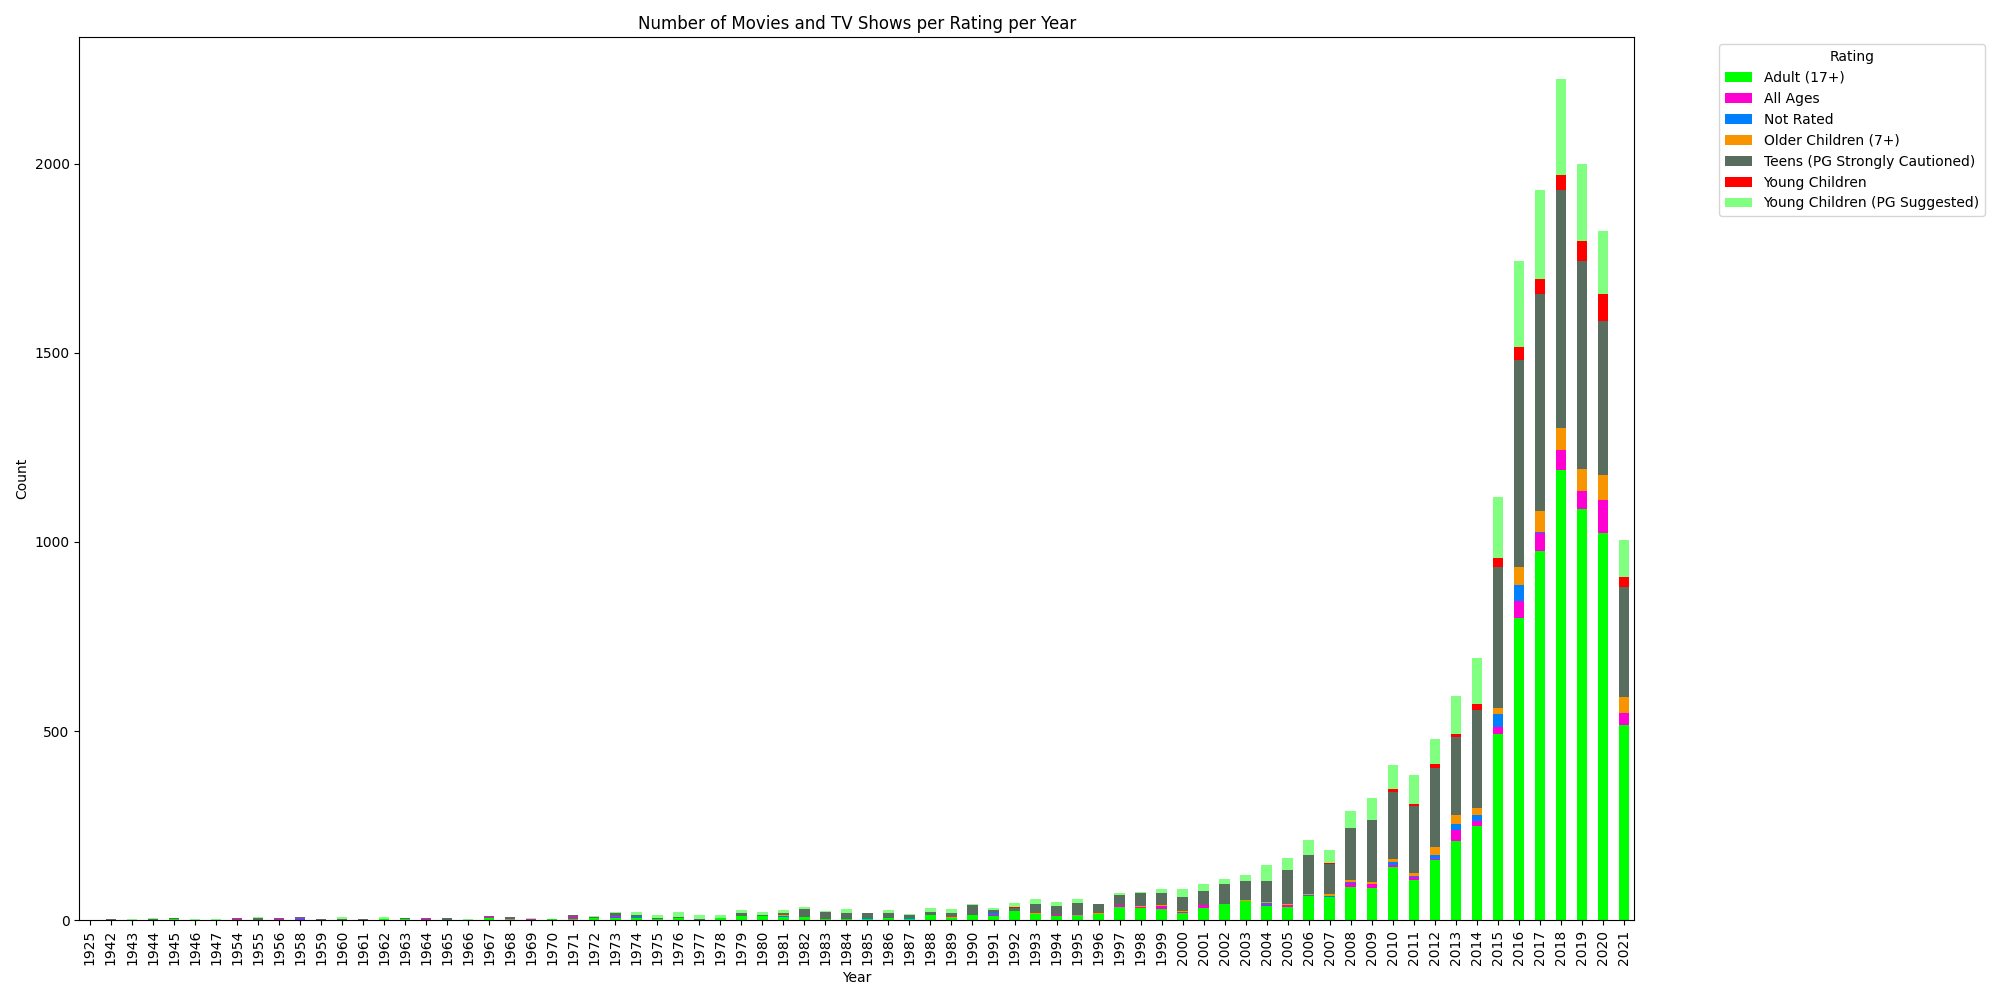 Number of Movies and TV Shows per Rating per Year
Rating
Adult (17+)
All Ages
Not Rated
Older Children (7+)
Teens (PG Strongly Cautioned)
Young Children
Young Children (PG Suggested)
Count
2000
1500
1000
500
0
1925 1942 1943 1944 1945 1946 1947 1954 1955 1956 1958 1959 1960 1961 1962 1963 1964 1965 1966 1967 1968 1969 1970 1971 1972 1973 1974 1975 1976 1977 1978 1979 1980 1981 1982 1983 1984 1985 1986 1987 1988 1989 1990 1991 1992 1993 1994 1995 1996 1997 1998 1999 2000 2001 2002 2003 2004 2005 2006 2007 2008 2009 2010 2011 2012 2013 2014 2015 2016 2017 2018 2019 2020 2021
Year